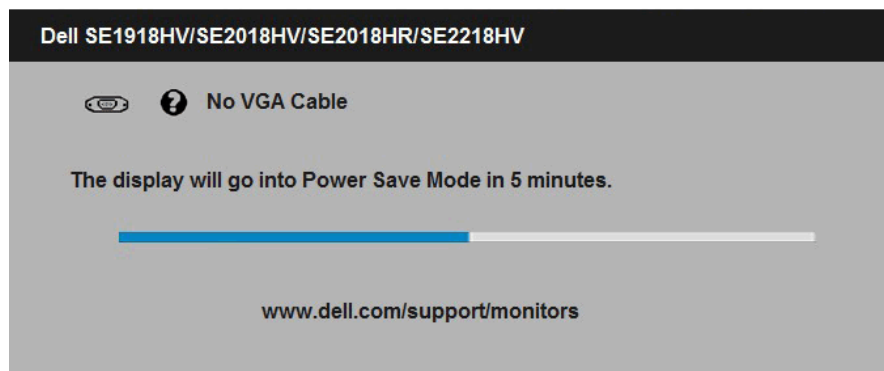 Dell SE1918HV/SE2018HV/SE2018HR/SE2218HV
No VGA Cable
The display will go into Power Save Mode in 5 minutes.
www.dell.com/support/monitors